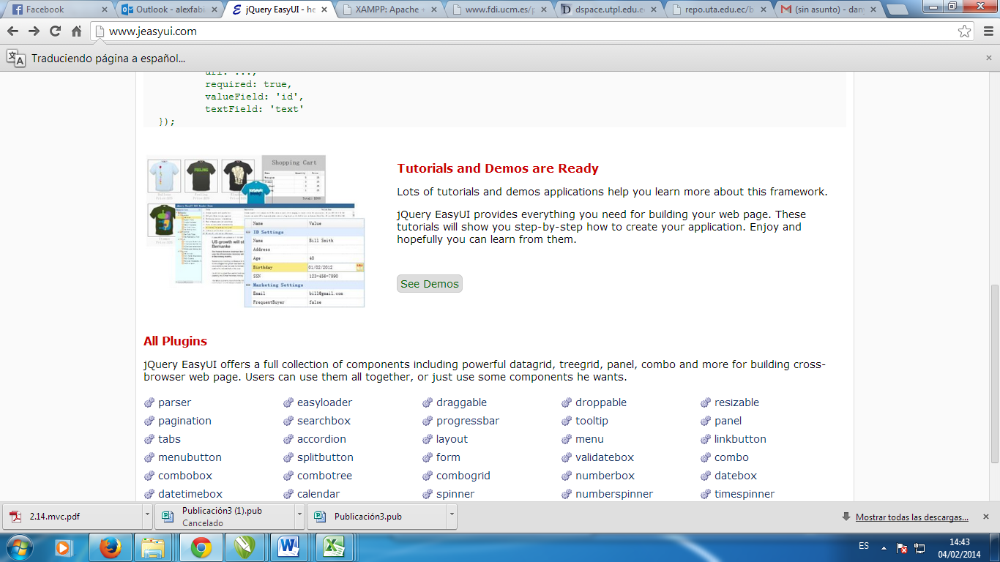 Facebook
Outlook - alexfabi
jQuery EasyUI - he
XAMPP: Apache +
www.fdi.ucm.es/p
dspace.utpl.edu.e
repo.uta.edu.ec/b
(sin asunto) - dan
www.jeasyui.com
Traduciendo página a español...
url: ...,
required: true,
valueField: 'id',
textField: 'text'
});
Shopping Cart
Name Value
ID Settings
Name Bill Smith
Address
Age 40
Birthday 01/02/2012
SSN 123-456-7890
Marketing Settings
Email bill@gmail.com
FrequentBuyer false
US growth will sl
Bernanke
FEELING
Tutorials and Demos are Ready
Lots of tutorials and demos applications help you learn more about this framework.
jQuery EasyUI provides everything you need for building your web page. These
tutorials will show you step-by-step how to create your application. Enjoy and
hopefully you can learn from them.
See Demos
All Plugins
jQuery EasyUI offers a full collection of components including powerful datagrid, treegrid, panel, combo and more for building cross-
browser web page. Users can use them all together, or just use some components he wants.
parser easyloader draggable droppable resizable
pagination searchbox progressbar tooltip panel
tabs accordion layout menu linkbutton
menubutton splitbutton form validatebox combo
combobox combotree combogrid numberbox datebox
datetimebox calendar spinner numberspinner timespinner
2.14.mvc.pdf
Publicación3 (1).pub
Cancelado
Publicación3.pub
Mostrar todas las descargas...
ES
14:43
04/02/2014